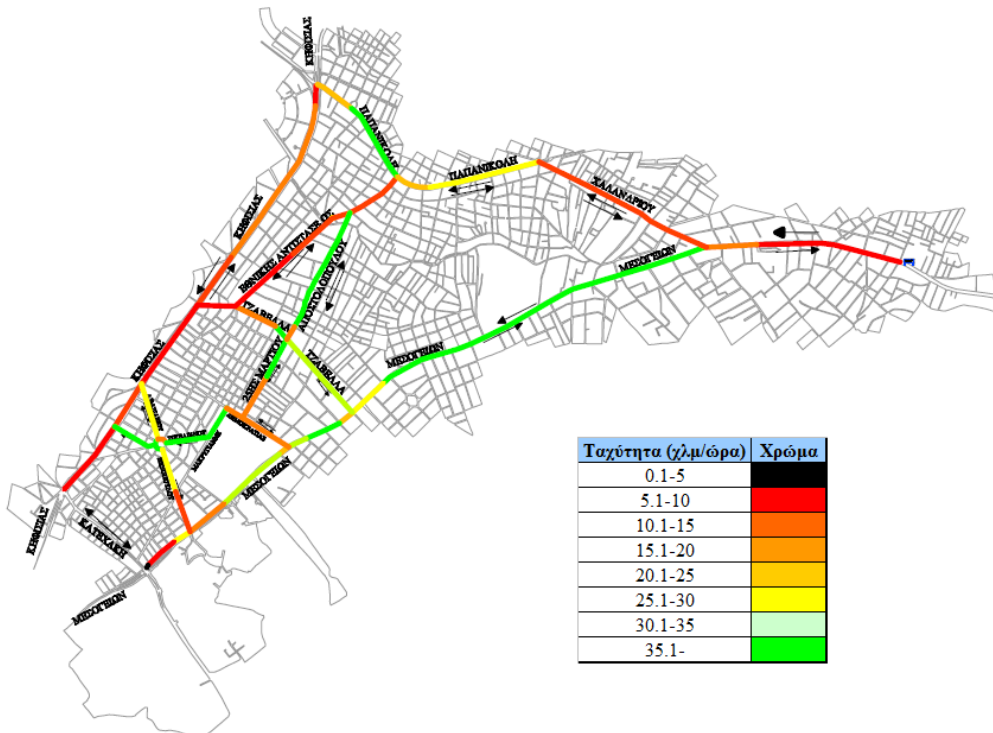 ΚΗΦΙΣΙΑΣ
ΠΑΠΑΝΙΚΟΛΗ
ΠΑΠΑΝΙΚΟΛΗ
ΧΑΛΑΝΔΡΙΟΥ
ΚΗΦΙΣΙΑΣ
ΕΘΝΙΚΗΣ ΑΝΤΙΣΤΑΣΕΩΣ
ΑΠΟΣΤΟΛΟΠΟΥΛΟΥ
ΜΕΣΟΓΕΙΩΝ
ΤΖΑΒΕΛΛΑ
ΚΗΦΙΣΙΑΣ
25ΗΣ ΜΑΡΤΙΟΥ
ΤΖΑΒΕΛΛΑ
ΜΕΣΟΓΕΙΩΝ
ΜΕΣΟΓΕΙΩΝ
ΚΗΦΙΣΙΑΣ
ΚΑΤΕΧΑΚΗ
ΜΕΣΟΓΕΙΩΝ
Ταχύτητα (χλμ/ώρα) Χρώμα
0.1-5
5.1-10
10.1-15
15.1-20
20.1-25
25.1-30
30.1-35
35.1-